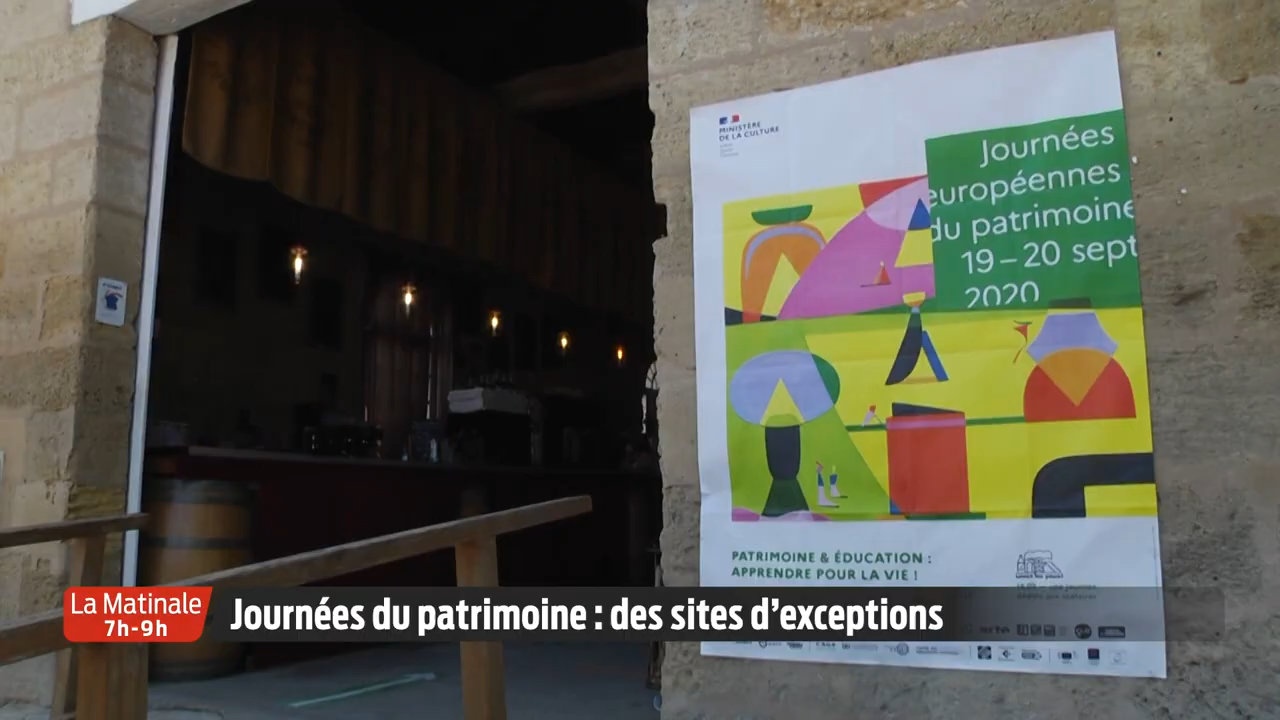 MINISTÈRE
DE LA CULTURE
Journées
européennes
du patrimoine
19 – 20 sept
2020
PATRIMOINE & ÉDUCATION :
APPRENDRE POUR LA VIE !
La Matinale
7h-9h
Journées du patrimoine : des sites d'exceptions